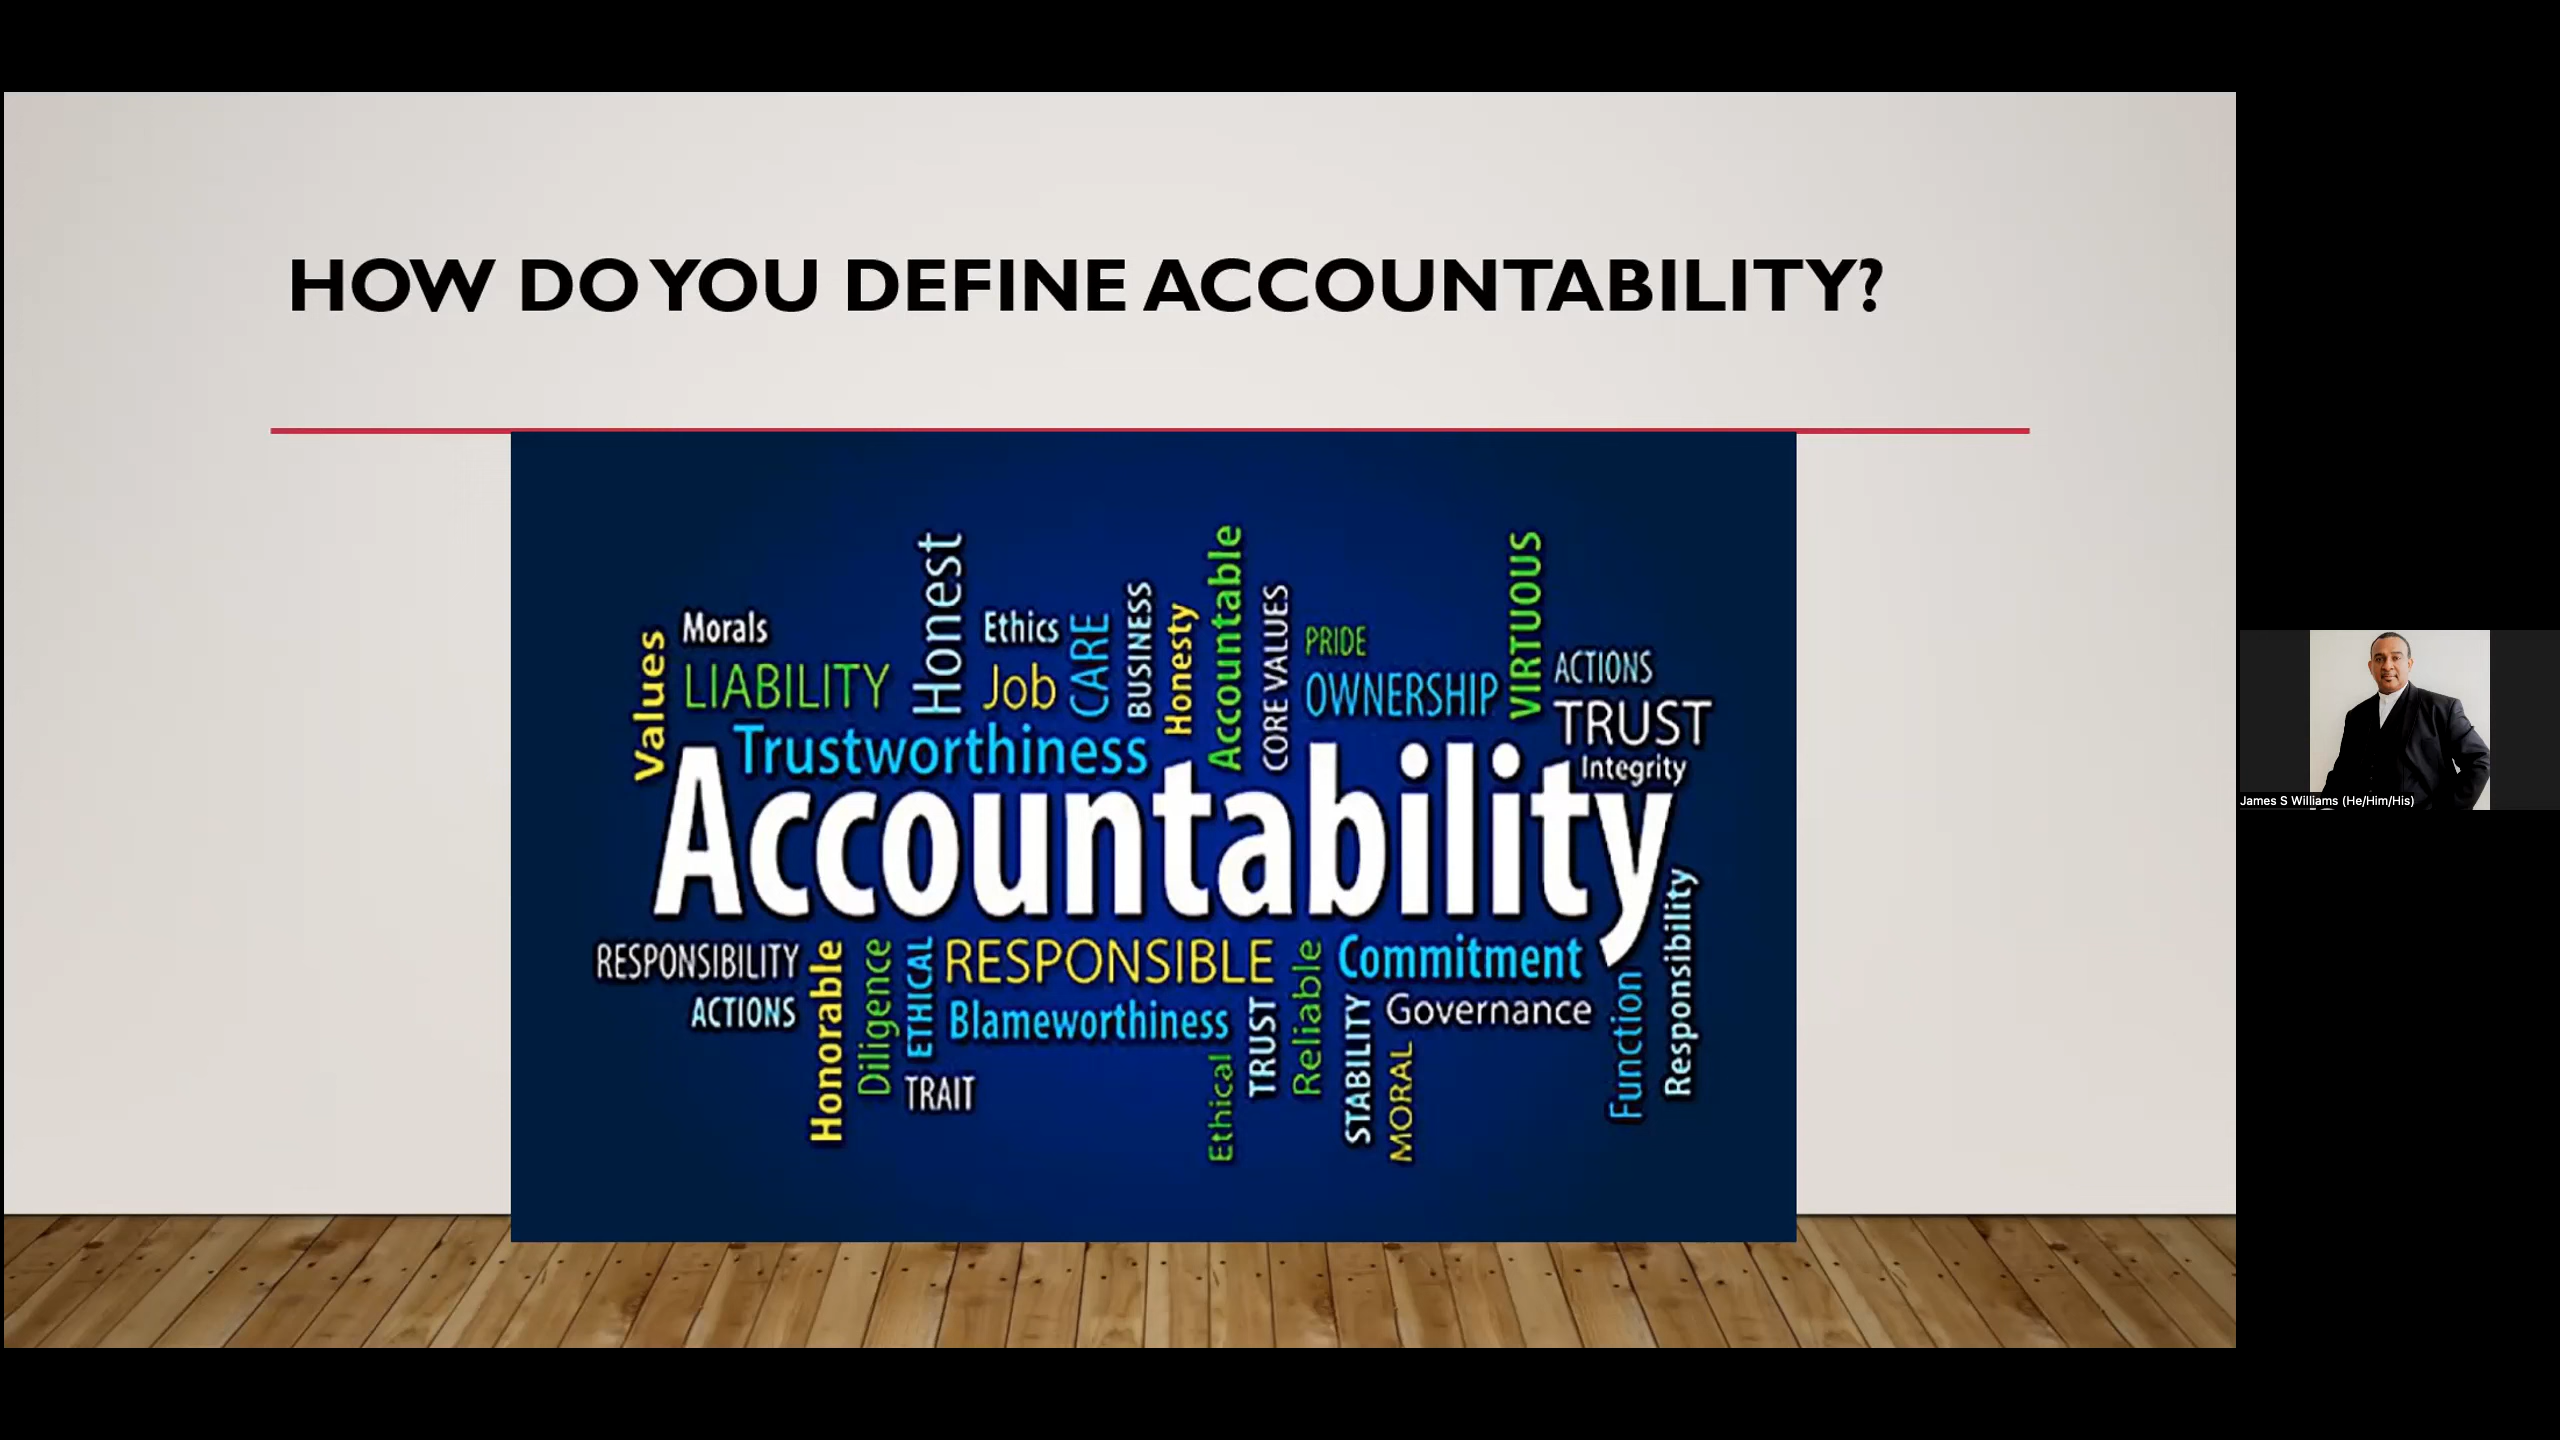 HOW DO YOU DEFINE ACCOUNTABILITY?
Values
Morals
LIABILITY
Honest
Ethics
Job
CARE
BUSINESS
Honesty
Accountable
CORE VALUES
PRIDE
OWNERSHIP
VIRTUOUS
ACTIONS
TRUST
Integrity
Trustworthiness
Accountability
RESPONSIBILITY
ACTIONS
Honorable
Diligence
ETHICAL
TRAIT
RESPONSIBLE
Blameworthiness
Ethical
TRUST
Reliable
Commitment
Governance
STABILITY
MORAL
Function
Responsibility
James S Williams (He/Him/His)